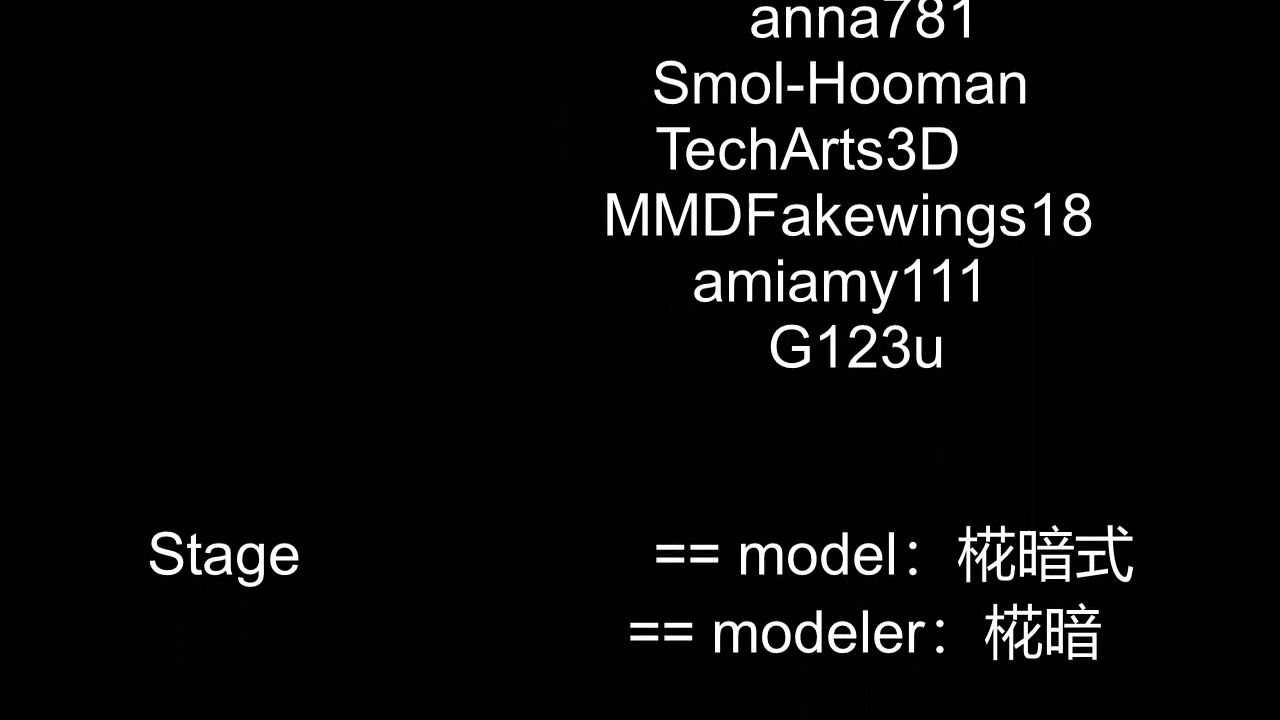 anna781
Smol-Hooman
TechArts3D
MMDFakewings18
amiamy111
G123u
Stage == model：椛暗式
== modeler：椛暗